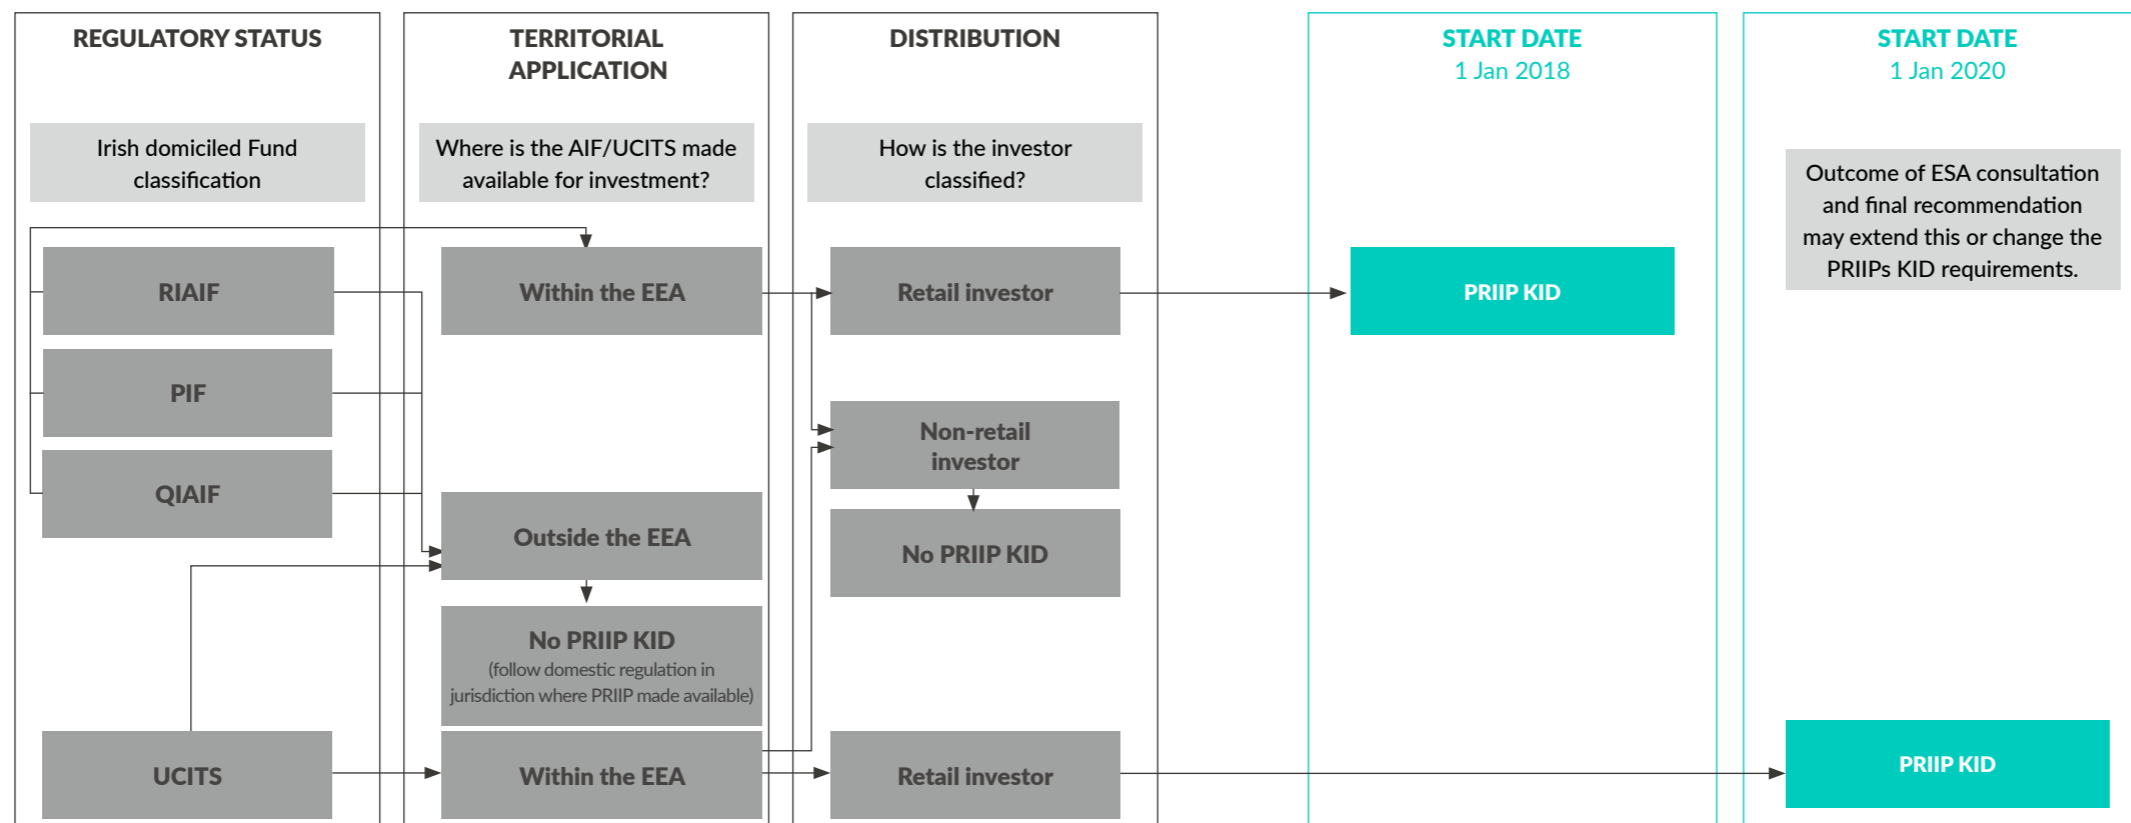 REGULATORY STATUS
Irish domiciled Fund
classification
RIAIF
PIF
QIAIF
UCITS
TERRITORIAL
APPLICATION
Where is the AIF/UCITS made
available for investment?
Within the EEA
Outside the EEA
No PRIIP KID
(follow domestic regulation in
jurisdiction where PRIIP made available)
Within the EEA
DISTRIBUTION
How is the investor
classified?
Retail investor
Non-retail
investor
No PRIIP KID
Retail investor
START DATE
1 Jan 2018
PRIIP KID
START DATE
1 Jan 2020
Outcome of ESA consultation
and final recommendation
may extend this or change the
PRIIPs KID requirements.
PRIIP KID